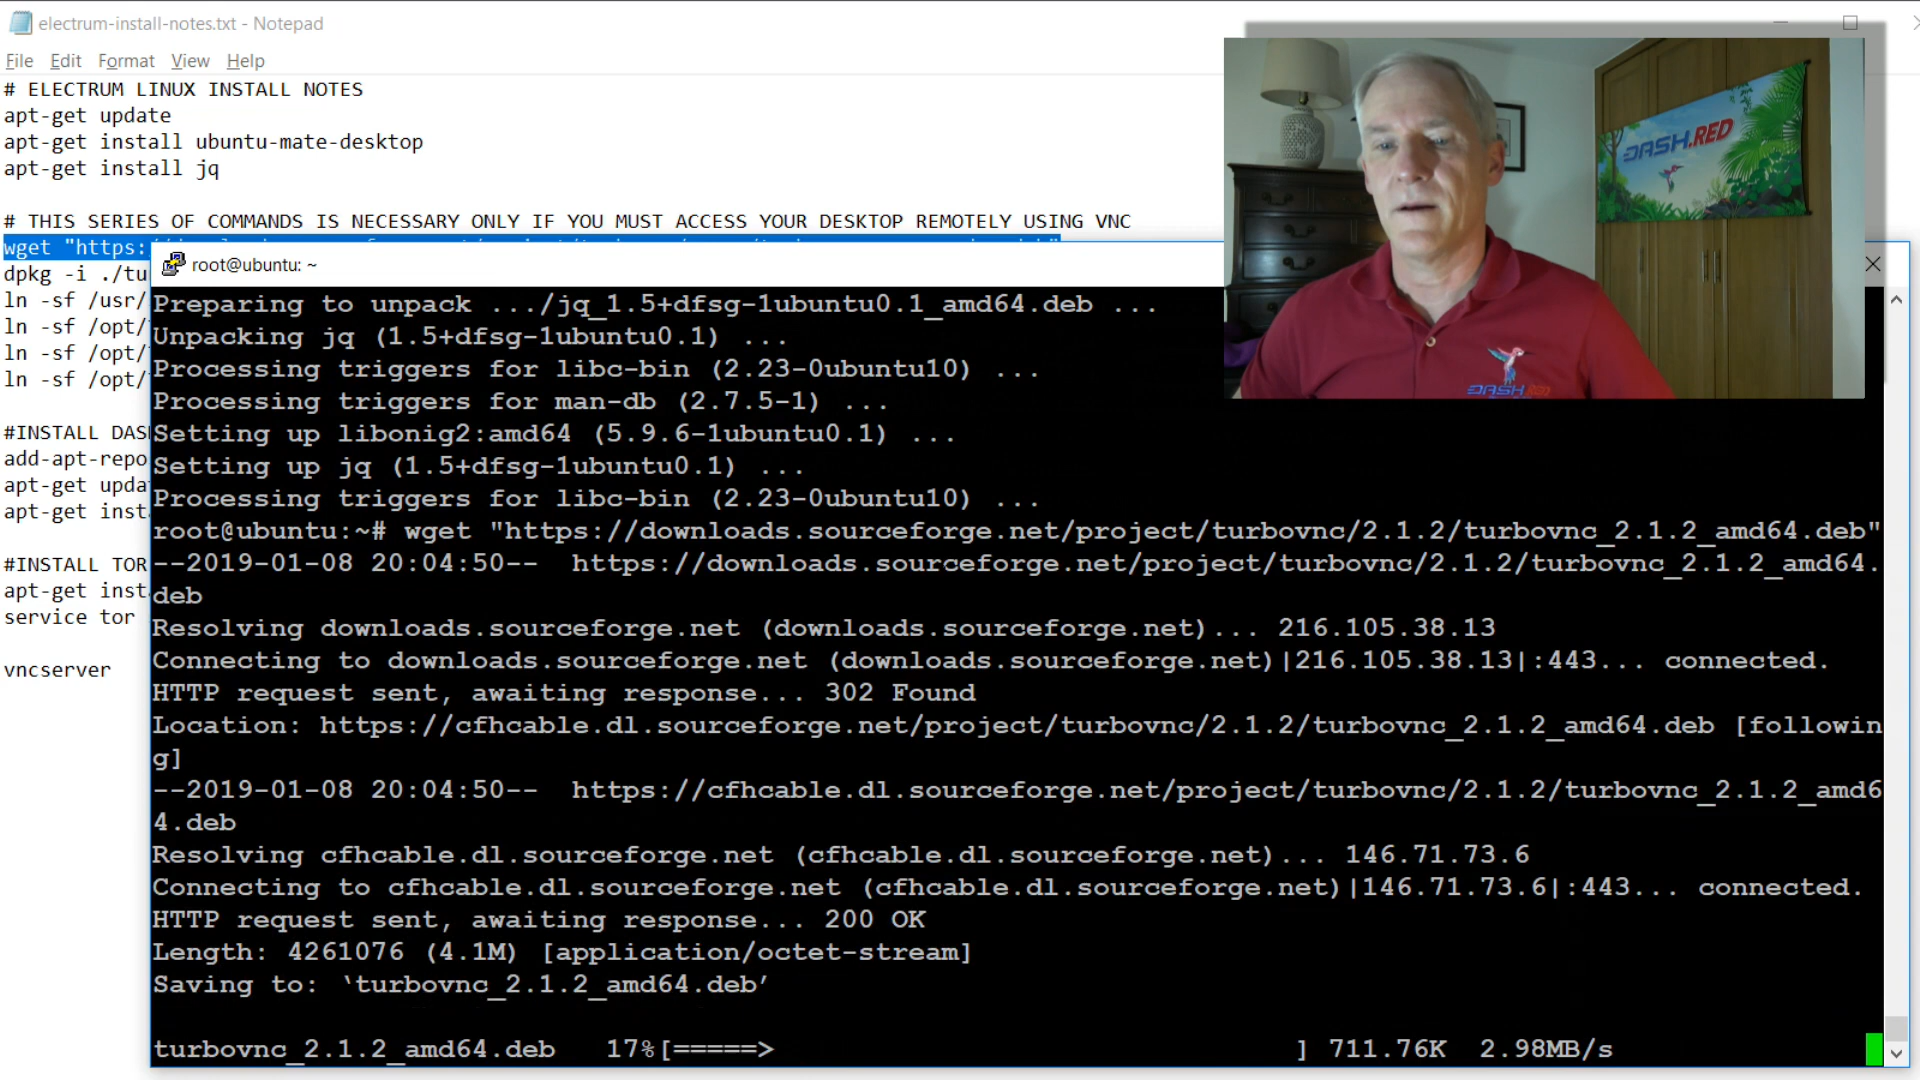 electrum-install-notes.txt - Notepad
File Edit Format View Help
# ELECTRUM LINUX INSTALL NOTES
apt-get update
apt-get install ubuntu-mate-desktop
apt-get install jq
# THIS SERIES OF COMMANDS IS NECESSARY ONLY IF YOU MUST ACCESS YOUR DESKTOP REMOTELY USING VNC
wget "https:
dpkg -i ./tu
ln -sf /usr/
ln -sf /opt/
ln -sf /opt/
ln -sf /opt/
#INSTALL DAS
add-apt-repo
apt-get upda
apt-get inst
#INSTALL TOR
apt-get inst
service tor
vncserver
DASH.RED
DASH RED
root@ubuntu: ~
Preparing to unpack .../jq_1.5+dfsg-1ubuntu0.1_amd64.deb ...
Unpacking jq (1.5+dfsg-1ubuntu0.1) ...
Processing triggers for libc-bin (2.23-0ubuntu10) ...
Processing triggers for man-db (2.7.5-1) ...
Setting up libonig2:amd64 (5.9.6-1ubuntu0.1) ...
Setting up jq (1.5+dfsg-1ubuntu0.1) ...
Processing triggers for libc-bin (2.23-0ubuntu10) ...
root@ubuntu:~# wget "https://downloads.sourceforge.net/project/turbovnc/2.1.2/turbovnc_2.1.2_amd64.deb"
--2019-01-08 20:04:50--  https://downloads.sourceforge.net/project/turbovnc/2.1.2/turbovnc_2.1.2_amd64.
deb
Resolving downloads.sourceforge.net (downloads.sourceforge.net)... 216.105.38.13
Connecting to downloads.sourceforge.net (downloads.sourceforge.net)|216.105.38.13|:443... connected.
HTTP request sent, awaiting response... 302 Found
Location: https://cfhcable.dl.sourceforge.net/project/turbovnc/2.1.2/turbovnc_2.1.2_amd64.deb [followin
g]
--2019-01-08 20:04:50--  https://cfhcable.dl.sourceforge.net/project/turbovnc/2.1.2/turbovnc_2.1.2_amd6
4.deb
Resolving cfhcable.dl.sourceforge.net (cfhcable.dl.sourceforge.net)... 146.71.73.6
Connecting to cfhcable.dl.sourceforge.net (cfhcable.dl.sourceforge.net)|146.71.73.6|:443... connected.
HTTP request sent, awaiting response... 200 OK
Length: 4261076 (4.1M) [application/octet-stream]
Saving to: ‘turbovnc_2.1.2_amd64.deb’
turbovnc_2.1.2_amd64.deb   17%[=====>                               ] 711.76K  2.98MB/s